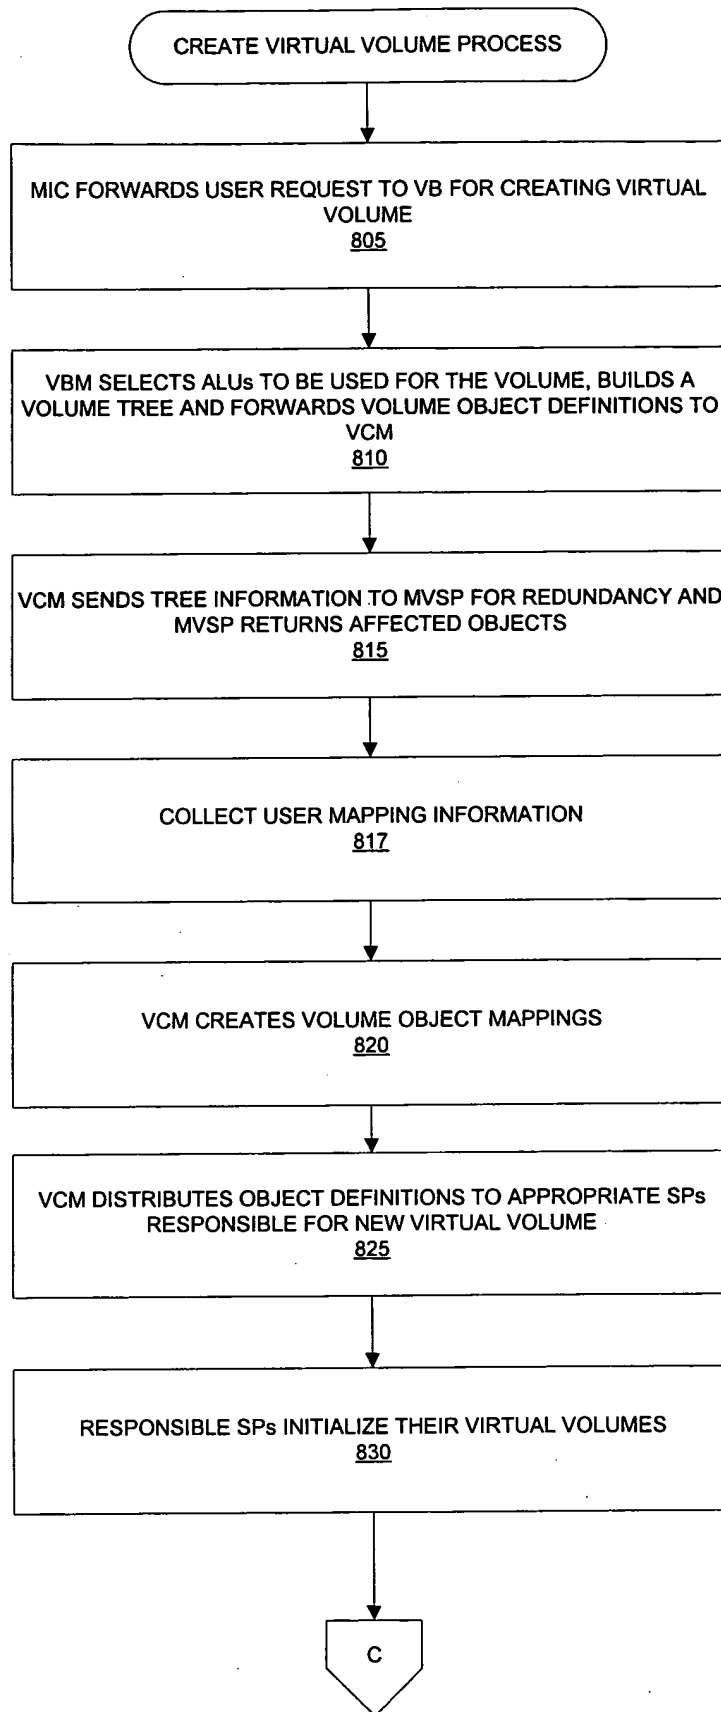 CREATE VIRTUAL VOLUME PROCESS
MIC FORWARDS USER REQUEST TO VB FOR CREATING VIRTUAL
VOLUME
805
VBM SELECTS ALUs TO BE USED FOR THE VOLUME, BUILDS A
VOLUME TREE AND FORWARDS VOLUME OBJECT DEFINITIONS TO
VCM
810
VCM SENDS TREE INFORMATION TO MVSP FOR REDUNDANCY AND
MVSP RETURNS AFFECTED OBJECTS
815
COLLECT USER MAPPING INFORMATION
817
VCM CREATES VOLUME OBJECT MAPPINGS
820
VCM DISTRIBUTES OBJECT DEFINITIONS TO APPROPRIATE SPs
RESPONSIBLE FOR NEW VIRTUAL VOLUME
825
RESPONSIBLE SPs INITIALIZE THEIR VIRTUAL VOLUMES
830
C